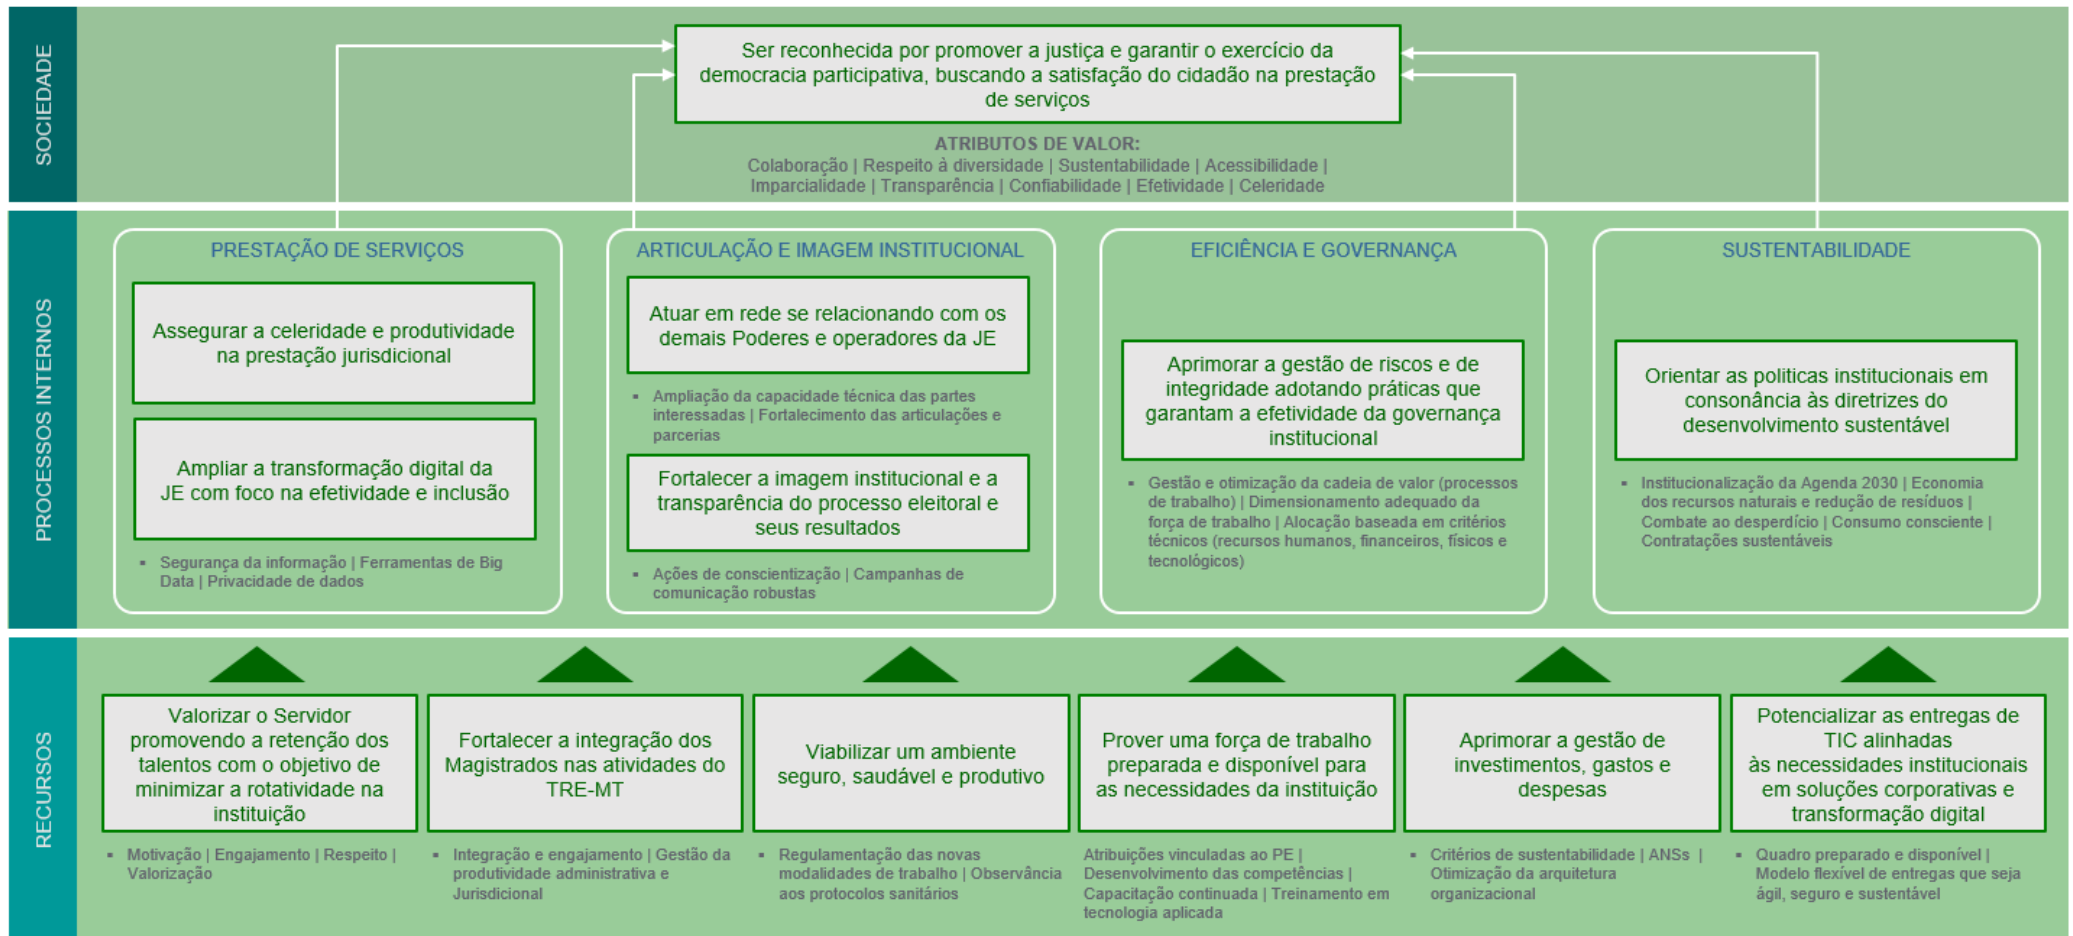 SOCIEDADE
Ser reconhecida por promover a justiça e garantir o exercício da
democracia participativa, buscando a satisfação do cidadão na prestação
de serviços
ATRIBUTOS DE VALOR:
Colaboração | Respeito à diversidade | Sustentabilidade | Acessibilidade |
Imparcialidade | Transparência | Confiabilidade | Efetividade | Celeridade
PROCESSOS INTERNOS
PRESTAÇÃO DE SERVIÇOS
Assegurar a celeridade e produtividade
na prestação jurisdicional
Ampliar a transformação digital da
JE com foco na efetividade e inclusão
▪ Segurança da informação | Ferramentas de Big
Data | Privacidade de dados
ARTICULAÇÃO E IMAGEM INSTITUCIONAL
Atuar em rede se relacionando com os
demais Poderes e operadores da JE
▪ Ampliação da capacidade técnica das partes
interessadas | Fortalecimento das articulações e
parcerias
Fortalecer a imagem institucional e a
transparência do processo eleitoral e
seus resultados
▪ Ações de conscientização | Campanhas de
comunicação robustas
EFICIÊNCIA E GOVERNANÇA
Aprimorar a gestão de riscos e de
integridade adotando práticas que
garantam a efetividade da governança
institucional
▪ Gestão e otimização da cadeia de valor (processos
de trabalho) | Dimensionamento adequado da
força de trabalho | Alocação baseada em critérios
técnicos (recursos humanos, financeiros, físicos e
tecnológicos)
SUSTENTABILIDADE
Orientar as politicas institucionais em
consonância às diretrizes do
desenvolvimento sustentável
▪ Institucionalização da Agenda 2030 | Economia
dos recursos naturais e redução de resíduos |
Combate ao desperdício | Consumo consciente |
Contratações sustentáveis
RECURSOS
Valorizar o Servidor
promovendo a retenção dos
talentos com o objetivo de
minimizar a rotatividade na
instituição
▪ Motivação | Engajamento | Respeito |
Valorização
Fortalecer a integração dos
Magistrados nas atividades do
TRE-MT
▪ Integração e engajamento | Gestão da
produtividade administrativa e
Jurisdicional
Viabilizar um ambiente
seguro, saudável e produtivo
▪ Regulamentação das novas
modalidades de trabalho | Observância
aos protocolos sanitários
Prover uma força de trabalho
preparada e disponível para
as necessidades da instituição
Atribuições vinculadas ao PE |
Desenvolvimento das competências |
Capacitação continuada | Treinamento em
tecnologia aplicada
Aprimorar a gestão de
investimentos, gastos e
despesas
▪ Critérios de sustentabilidade | ANSs |
Otimização da arquitetura
organizacional
Potencializar as entregas de
TIC alinhadas
às necessidades institucionais
em soluções corporativas e
transformação digital
▪ Quadro preparado e disponível |
Modelo flexível de entregas que seja
ágil, seguro e sustentável